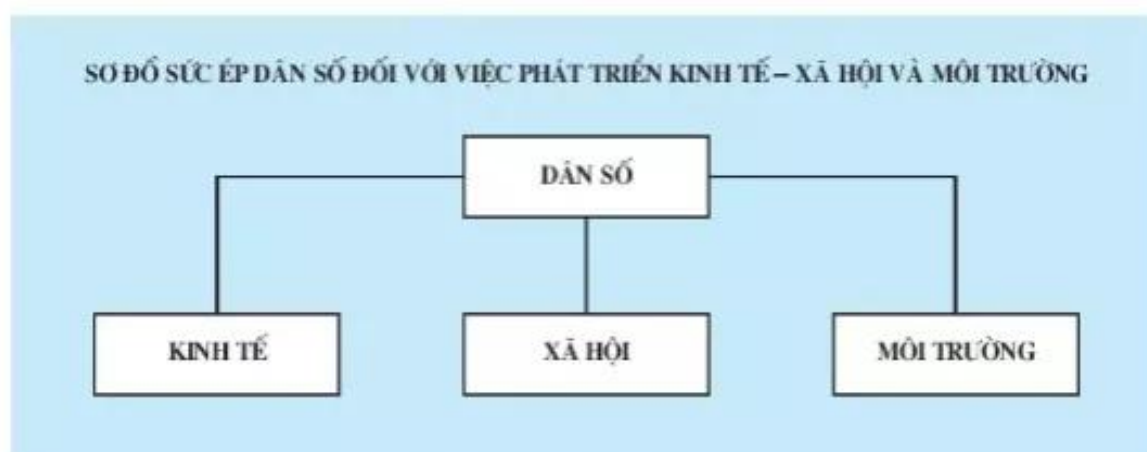 SƠ ĐỒ SỨC ÉP DÂN SỐ ĐỐI VỚI VIỆC PHÁT TRIỂN KINH TẾ – XÃ HỘI VÀ MÔI TRƯỜNG
DÂN SỐ
KINH TẾ
XÃ HỘI
MÔI TRƯỜNG